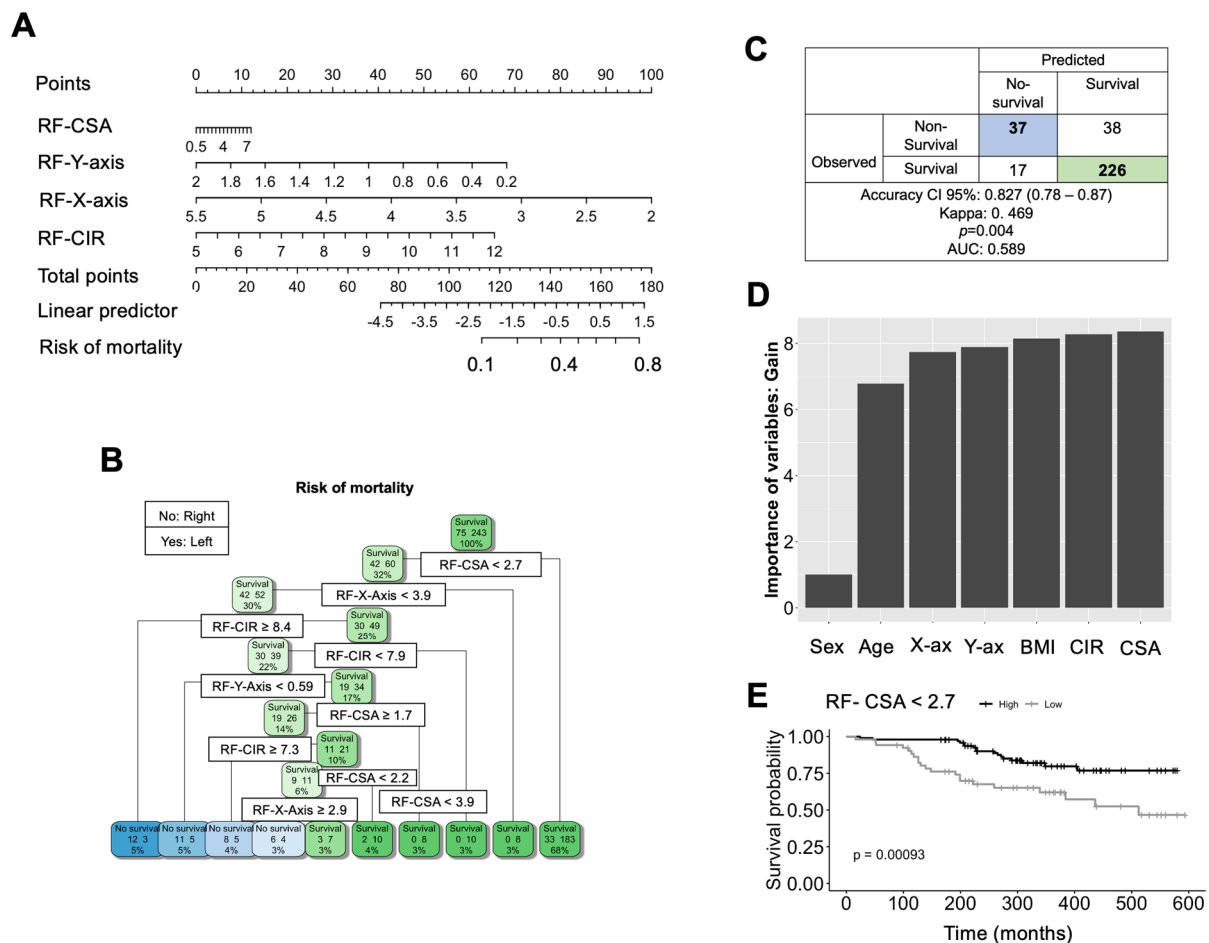 A
Points
0 10 20 30 40 50 60 70 80 90 100
RF-CSA
0.5 4 7
RF-Y-axis
2 1.8 1.6 1.4 1.2 1 0.8 0.6 0.4 0.2
RF-X-axis
5.5 5 4.5 4 3.5 3 2.5 2
RF-CIR
5 6 7 8 9 10 11 12
Total points
0 20 40 60 80 100 120 140 160 180
Linear predictor
-4.5 -3.5 -2.5 -1.5 -0.5 0.5 1.5
Risk of mortality
0.1 0.4 0.8
B
Risk of mortality
No: Right
Yes: Left
Survival
75 243
100%
RF-CSA < 2.7
Survival
42 60
32%
RF-X-Axis < 3.9
Survival
42 52
30%
RF-CIR ≥ 8.4
Survival
30 49
25%
RF-CIR < 7.9
Survival
30 39
22%
RF-Y-Axis < 0.59
Survival
19 34
17%
RF-CSA ≥ 1.7
Survival
19 26
14%
RF-CIR ≥ 7.3
Survival
11 21
10%
RF-CSA < 2.2
Survival
9 11
6%
RF-X-Axis ≥ 2.9
RF-CSA < 3.9
No survival
12 3
5%
No survival
11 5
5%
No survival
8 5
4%
No survival
6 4
3%
Survival
3 7
3%
Survival
2 10
4%
Survival
0 8
3%
Survival
0 10
3%
Survival
0 8
3%
Survival
33 183
68%
C
Predicted
No-
survival
Survival
Observed
Non-
Survival
37 38
Survival
17 226
Accuracy CI 95%: 0.827 (0.78 – 0.87)
Kappa: 0. 469
p=0.004
AUC: 0.589
D
Importance of variables: Gain
8
6
4
2
0
Sex Age X-ax Y-ax BMI CIR CSA
E
RF- CSA < 2.7
High Low
Survival probability
1.00
0.75
0.50
0.25
0.00
p = 0.00093
0 100 200 300 400 500 600
Time (months)